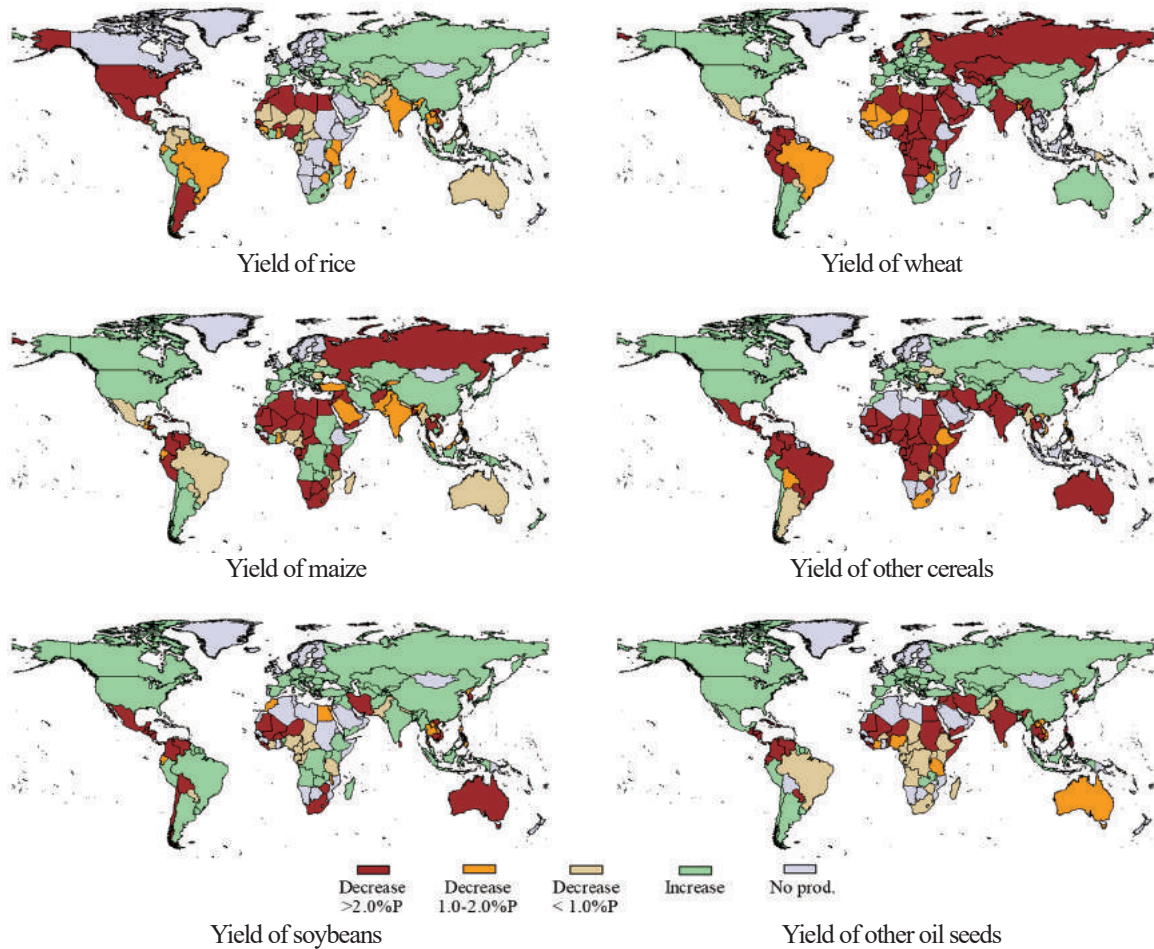 Yield of rice
Yield of wheat
Yield of maize
Yield of other cereals
Decrease
>2.0%P
Decrease
1.0-2.0%P
Decrease
< 1.0%P
Increase
No prod.
Yield of soybeans
Yield of other oil seeds